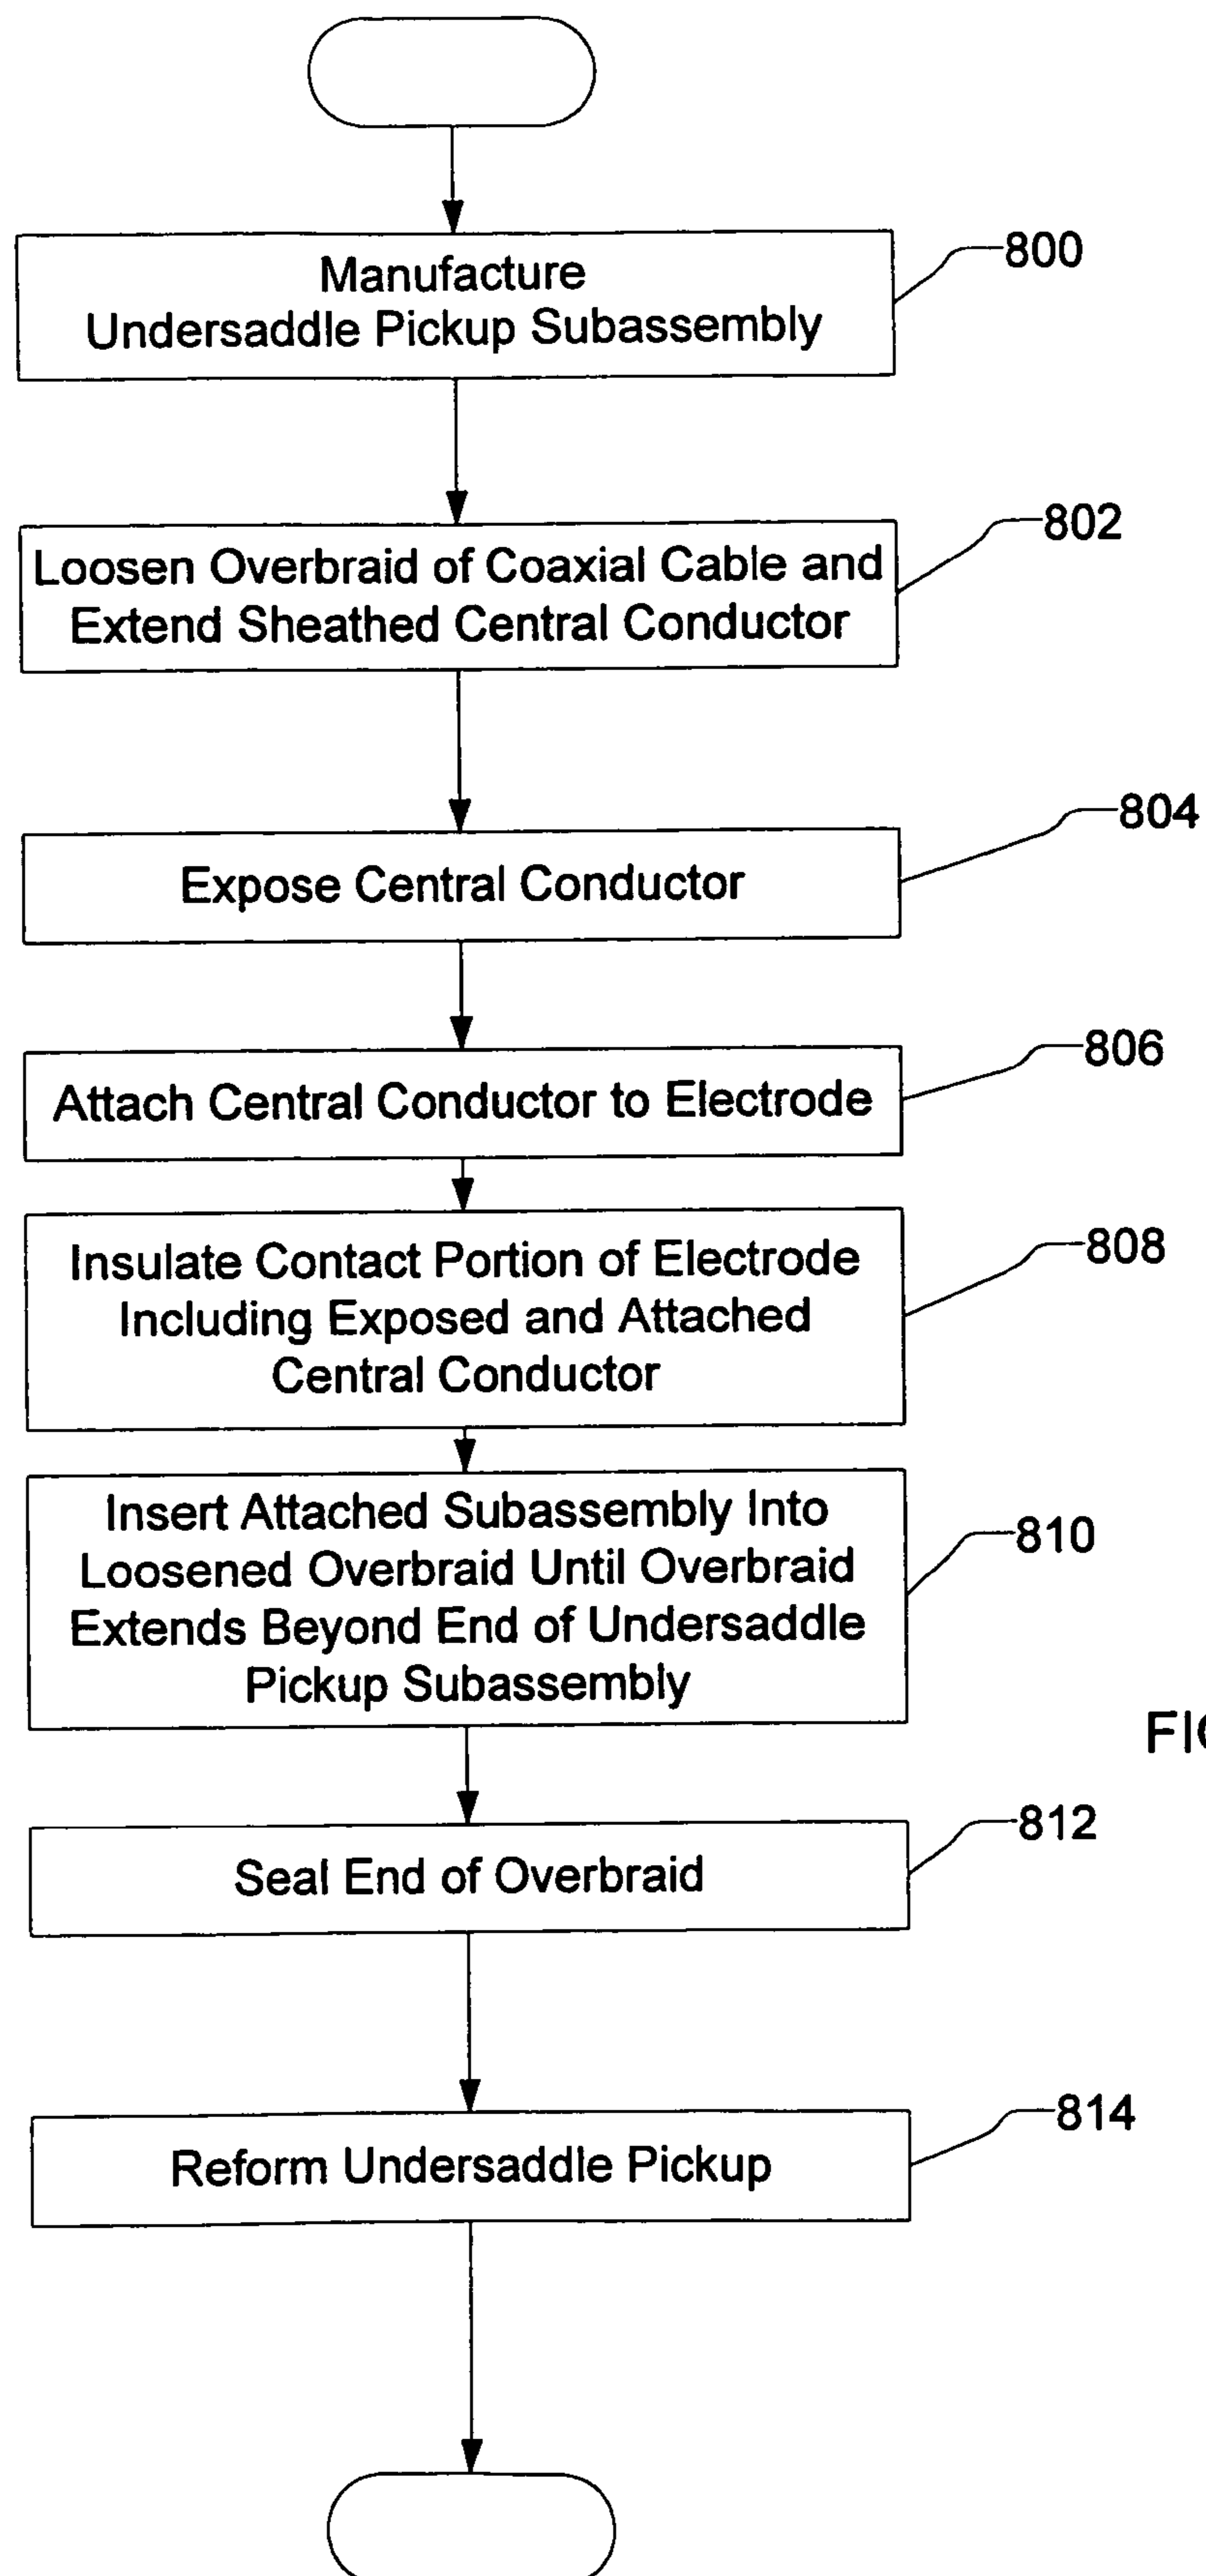 Manufacture
Undersaddle Pickup Subassembly
800
Loosen Overbraid of Coaxial Cable and
Extend Sheathed Central Conductor
802
Expose Central Conductor
804
Attach Central Conductor to Electrode
806
Insulate Contact Portion of Electrode
Including Exposed and Attached
Central Conductor
808
Insert Attached Subassembly Into
Loosened Overbraid Until Overbraid
Extends Beyond End of Undersaddle
Pickup Subassembly
810
Seal End of Overbraid
812
Reform Undersaddle Pickup
814